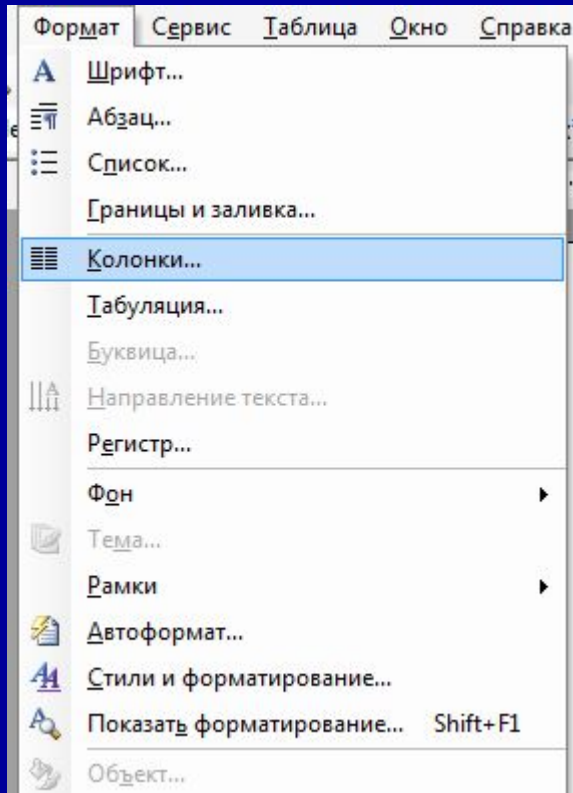 Формат Сервис Таблица Окно Справка
Шрифт...
Абзац...
Список...
Границы и заливка...
Колонки...
Табуляция...
Буквица...
Направление текста...
Регистр...
Фон
Тема...
Рамки
Автоформат...
Стили и форматирование...
Показать форматирование... Shift+F1
Объект...